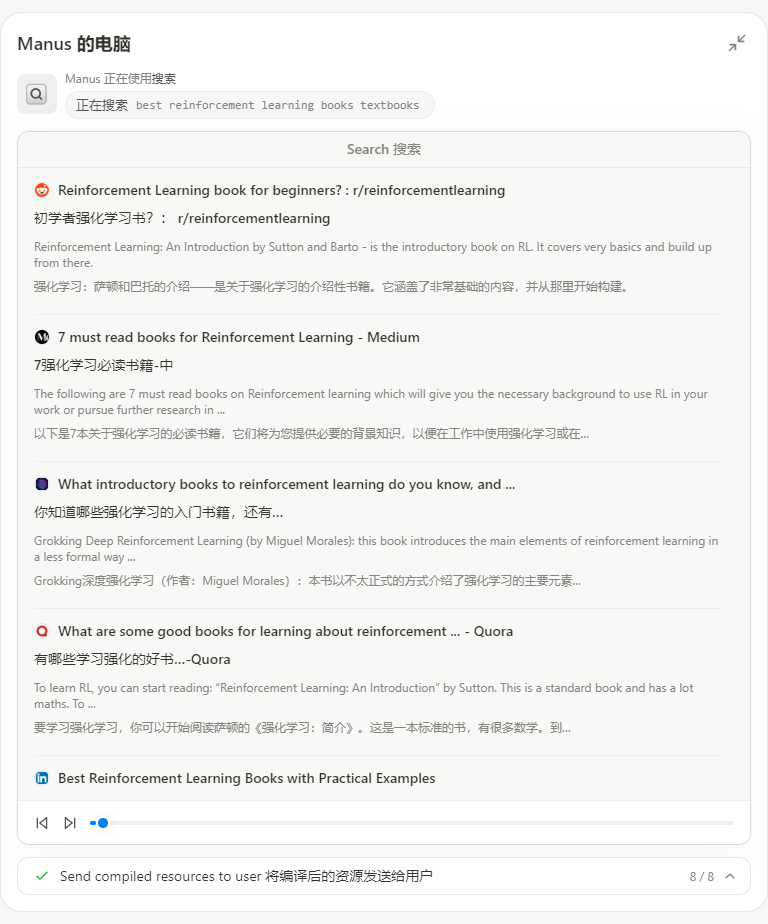 Manus 的电脑
Manus 正在使用搜索
正在搜索 best reinforcement learning books textbooks
Search 搜索
Reinforcement Learning book for beginners? : r/reinforcementlearning
初学者强化学习书？： r/reinforcementlearning
Reinforcement Learning: An Introduction by Sutton and Barto - is the introductory book on RL. It covers very basics and build up
from there.
强化学习：萨顿和巴托的介绍——是关于强化学习的介绍性书籍。它涵盖了非常基础的内容，并从那里开始构建。
7 must read books for Reinforcement Learning - Medium
7强化学习必读书籍-中
The following are 7 must read books on Reinforcement learning which will give you the necessary background to use RL in your
work or pursue further research in ...
以下是7本关于强化学习的必读书籍，它们将为您提供必要的背景知识，以便在工作中使用强化学习或在...
What introductory books to reinforcement learning do you know, and ...
你知道哪些强化学习的入门书籍，还有...
Grokking Deep Reinforcement Learning (by Miguel Morales): this book introduces the main elements of reinforcement learning in
a less formal way ...
Grokking深度强化学习（作者：Miguel Morales）：本书以不太正式的方式介绍了强化学习的主要元素...
What are some good books for learning about reinforcement ... - Quora
有哪些学习强化的好书...-Quora
To learn RL, you can start reading: “Reinforcement Learning: An Introduction” by Sutton. This is a standard book and has a lot
maths. To ...
要学习强化学习，你可以开始阅读萨顿的《强化学习：简介》。这是一本标准的书，有很多数学。到...
Best Reinforcement Learning Books with Practical Examples
Send compiled resources to user 将编译后的资源发送给用户
8 / 8